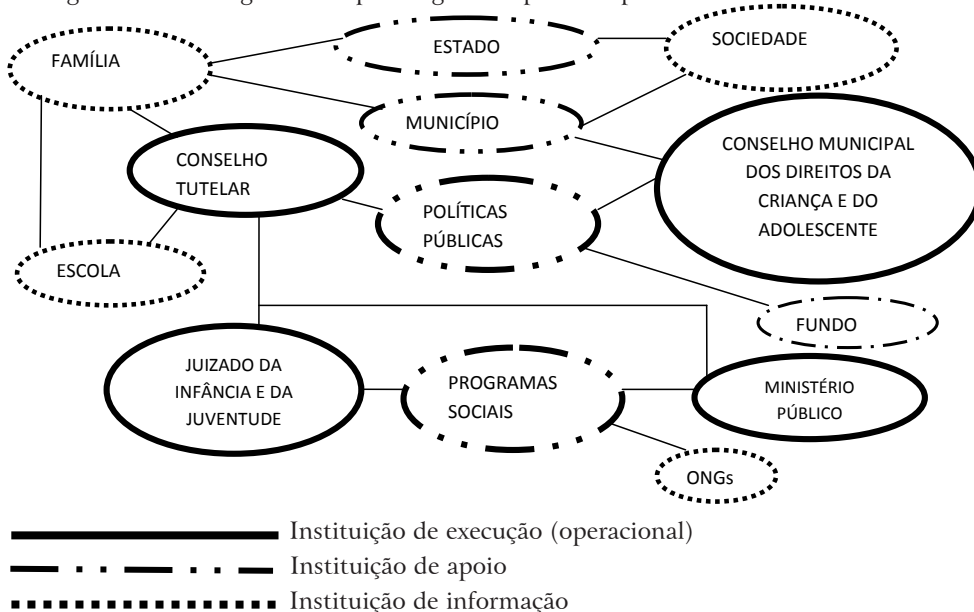 ESTADO
SOCIEDADE
FAMÍLIA
MUNICÍPIO
CONSELHO
TUTELAR
CONSELHO MUNICIPAL
DOS DIREITOS DA
CRIANÇA E DO
ADOLESCENTE
POLÍTICAS
PÚBLICAS
ESCOLA
FUNDO
JUIZADO DA
INFÂNCIA E DA
JUVENTUDE
PROGRAMAS
SOCIAIS
MINISTÉRIO
PÚBLICO
ONGs
Instituição de execução (operacional)
Instituição de apoio
Instituição de informação